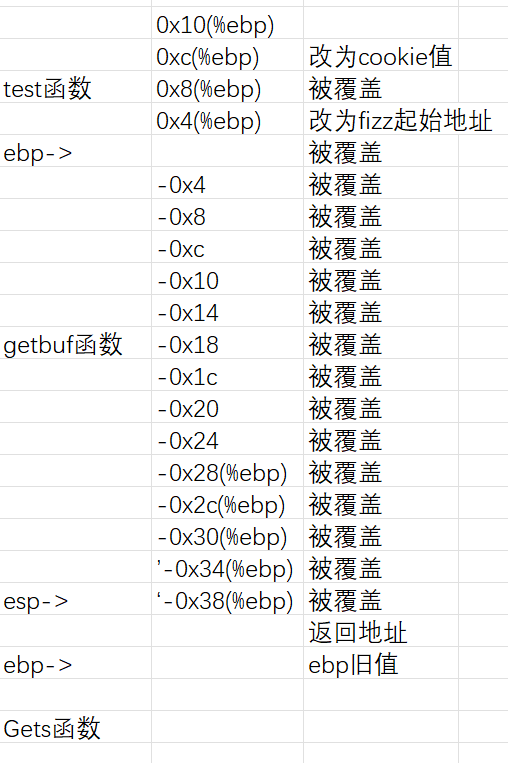 0x10(%ebp)
0xc(%ebp) 改为cookie值
test函数 0x8(%ebp) 被覆盖
0x4(%ebp) 改为fizz起始地址
ebp-> 被覆盖
-0x4 被覆盖
-0x8 被覆盖
-0xc 被覆盖
-0x10 被覆盖
-0x14 被覆盖
getbuf函数 -0x18 被覆盖
-0x1c 被覆盖
-0x20 被覆盖
-0x24 被覆盖
-0x28(%ebp) 被覆盖
-0x2c(%ebp) 被覆盖
-0x30(%ebp) 被覆盖
’-0x34(%ebp) 被覆盖
esp-> ‘-0x38(%ebp) 被覆盖
返回地址
ebp-> ebp旧值
Gets函数